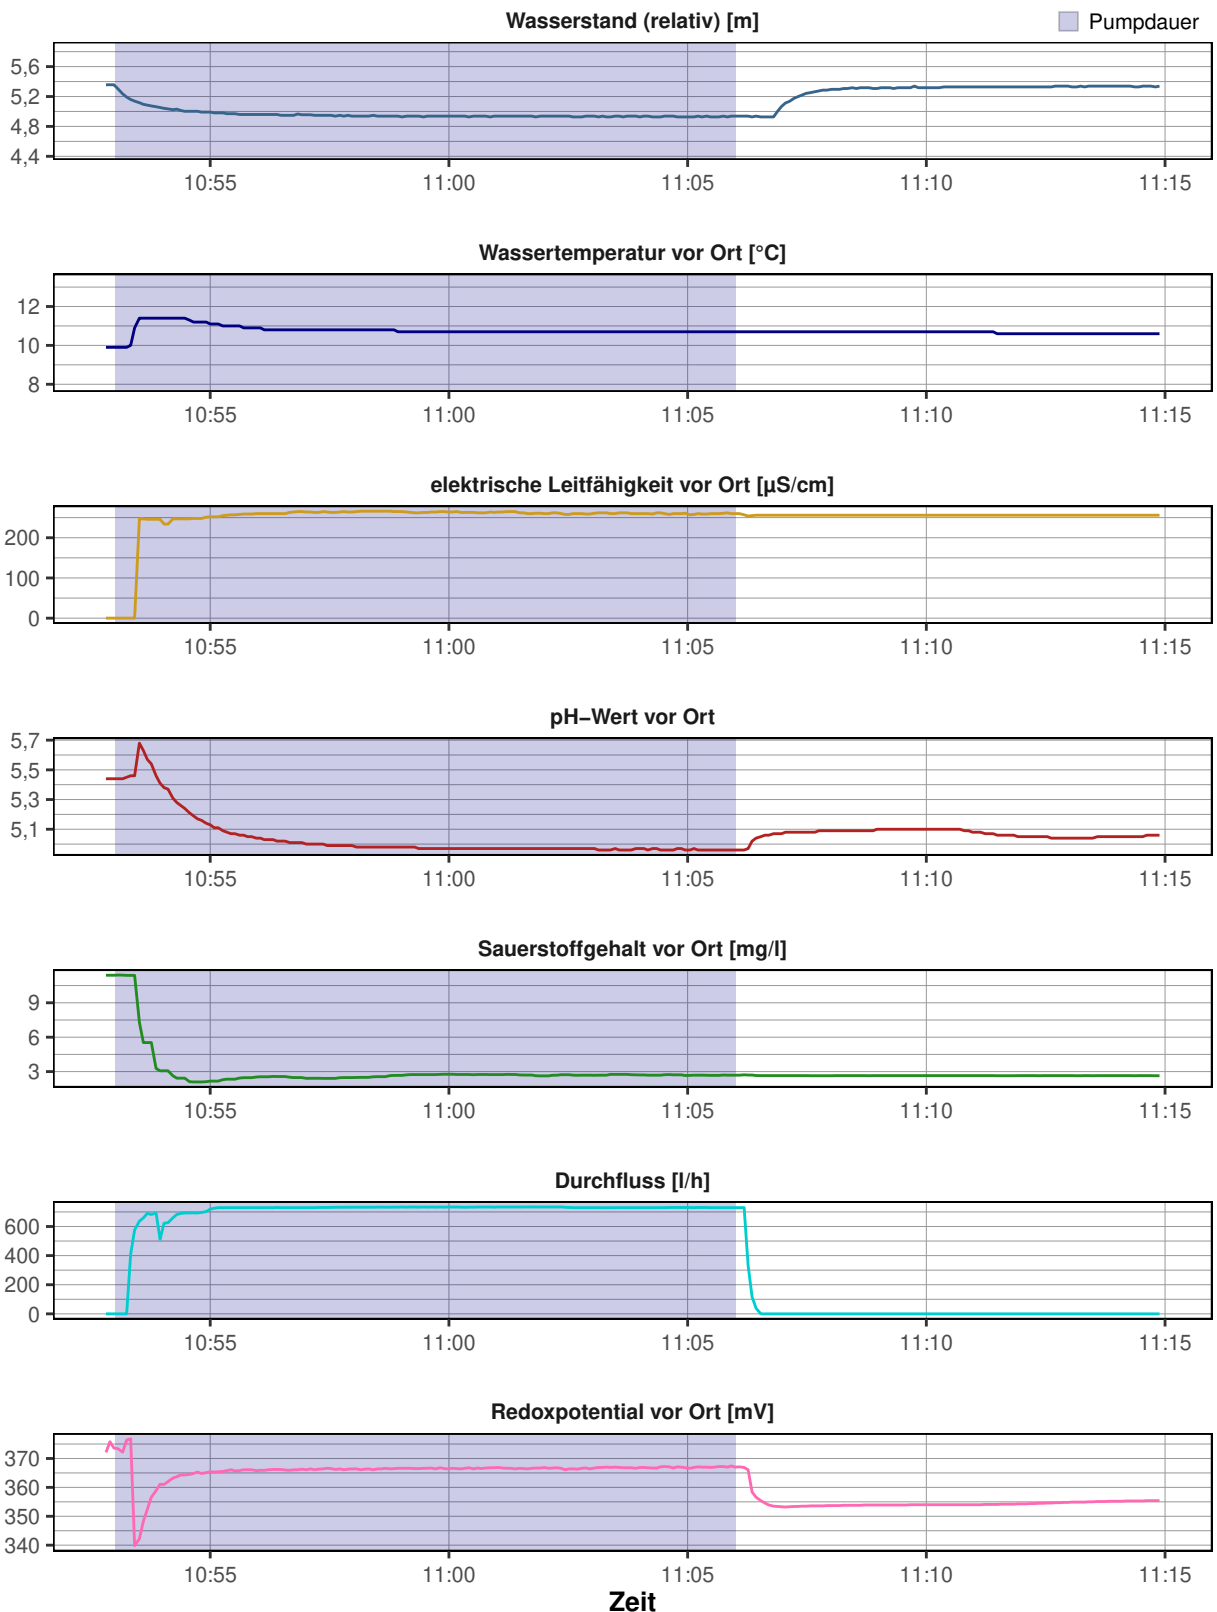 Wasserstand (relativ) [m]
Pumpdauer
5,6
5,2
4,8
4,4
10:55 11:00 11:05 11:10 11:15
Wassertemperatur vor Ort [°C]
12
10
8
10:55 11:00 11:05 11:10 11:15
elektrische Leitfähigkeit vor Ort [µS/cm]
200
100
0
10:55 11:00 11:05 11:10 11:15
pH−Wert vor Ort
5,7
5,5
5,3
5,1
10:55 11:00 11:05 11:10 11:15
Sauerstoffgehalt vor Ort [mg/l]
9
6
3
10:55 11:00 11:05 11:10 11:15
Durchfluss [l/h]
600
400
200
0
10:55 11:00 11:05 11:10 11:15
Redoxpotential vor Ort [mV]
370
360
350
340
10:55 11:00 11:05 11:10 11:15
Zeit